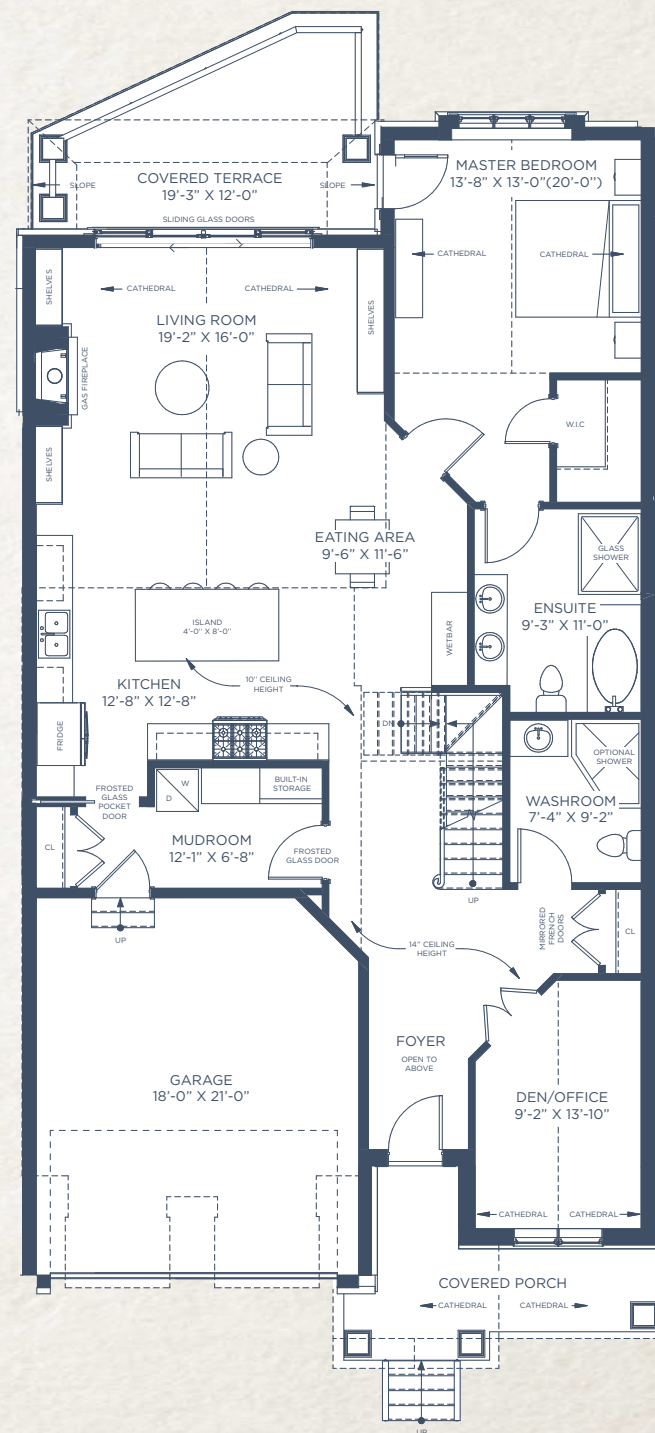 COVERED TERRACE
19'-3" X 12'-0"
SLOPE
SLOPE
SLIDING GLASS DOORS
MASTER BEDROOM
13'-8" X 13'-0"(20'-0")
CATHEDRAL
CATHEDRAL
SHELVES
CATHEDRAL
CATHEDRAL
SHELVES
LIVING ROOM
19'-2" X 16'-0"
GAS FIREPLACE
SHELVES
W.I.C
EATING AREA
9'-6" X 11'-6"
GLASS
SHOWER
ENSUITE
9'-3" X 11'-0"
ISLAND
4'-0" X 8'-0"
WETBAR
KITCHEN
12'-8" X 12'-8"
10" CEILING
HEIGHT
FRIDGE
DN
OPTIONAL
SHOWER
WASHROOM
7'-4" X 9'-2"
FROSTED
GLASS
POCKET
DOOR
W
D
BUILT-IN
STORAGE
CL
MUDROOM
12'-1" X 6'-8"
FROSTED
GLASS DOOR
UP
UP
MIRRORED
FRENCH
DOORS
CL
14" CEILING
HEIGHT
FOYER
OPEN TO
ABOVE
GARAGE
18'-0" X 21'-0"
DEN/OFFICE
9'-2" X 13'-10"
CATHEDRAL
CATHEDRAL
COVERED PORCH
CATHEDRAL
CATHEDRAL
UP